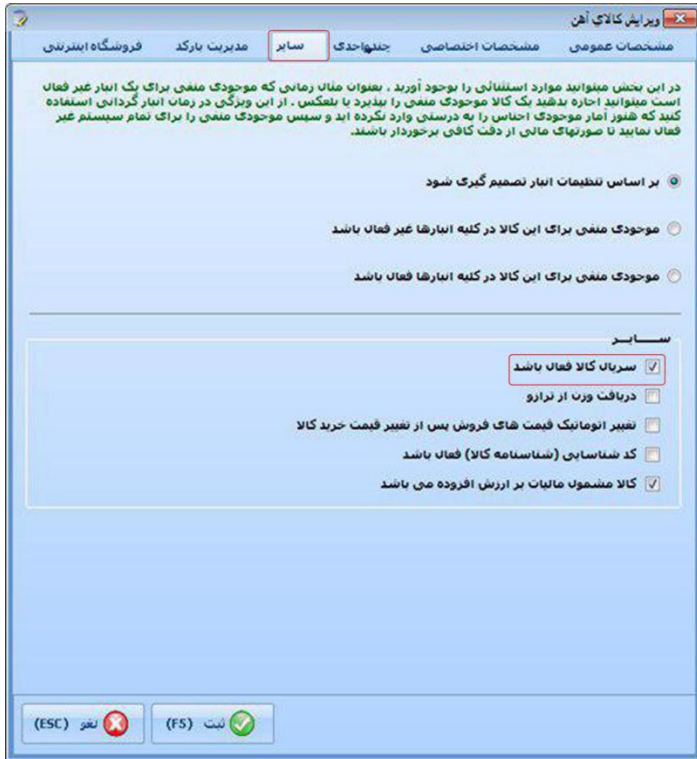 ویرایش کالای آهن
مشخصات عمومی
مشخصات اختصاصی
چندواحدی
سایر
مدیریت بارکد
فروشگاه اینترنتی
در این بخش میتوانید موارد استثنائی را بوجود آورید ، بعنوان مثال زمانی که موجودی منفی برای یک انبار غیر فعال
است میتوانید اجازه بدهید یک کالا موجودی منفی را بپذیرد یا بلعکس . از این ویژگی در زمان انبار گردانی استفاده
کنید که هنوز آمار موجودی اجناس را به درستی وارد نکرده اید و سپس موجودی منفی را برای تمام سیستم غیر
فعال نمایید تا صورتهای مالی از دقت کافی برخوردار باشند.
بر اساس تنظیمات انبار تصمیم گیری شود
موجودی منفی برای این کالا در کلیه انبارها غیر فعال باشد
موجودی منفی برای این کالا در کلیه انبارها فعال باشد
ســـایــر
سریال کالا فعال باشد
دریافت وزن از ترازو
تغییر اتوماتیک قیمت های فروش پس از تغییر قیمت خرید کالا
کد شناسایی (شناسنامه کالا) فعال باشد
کالا مشمول مالیات بر ارزش افزوده می باشد
ثبت (F5)
لغو (ESC)